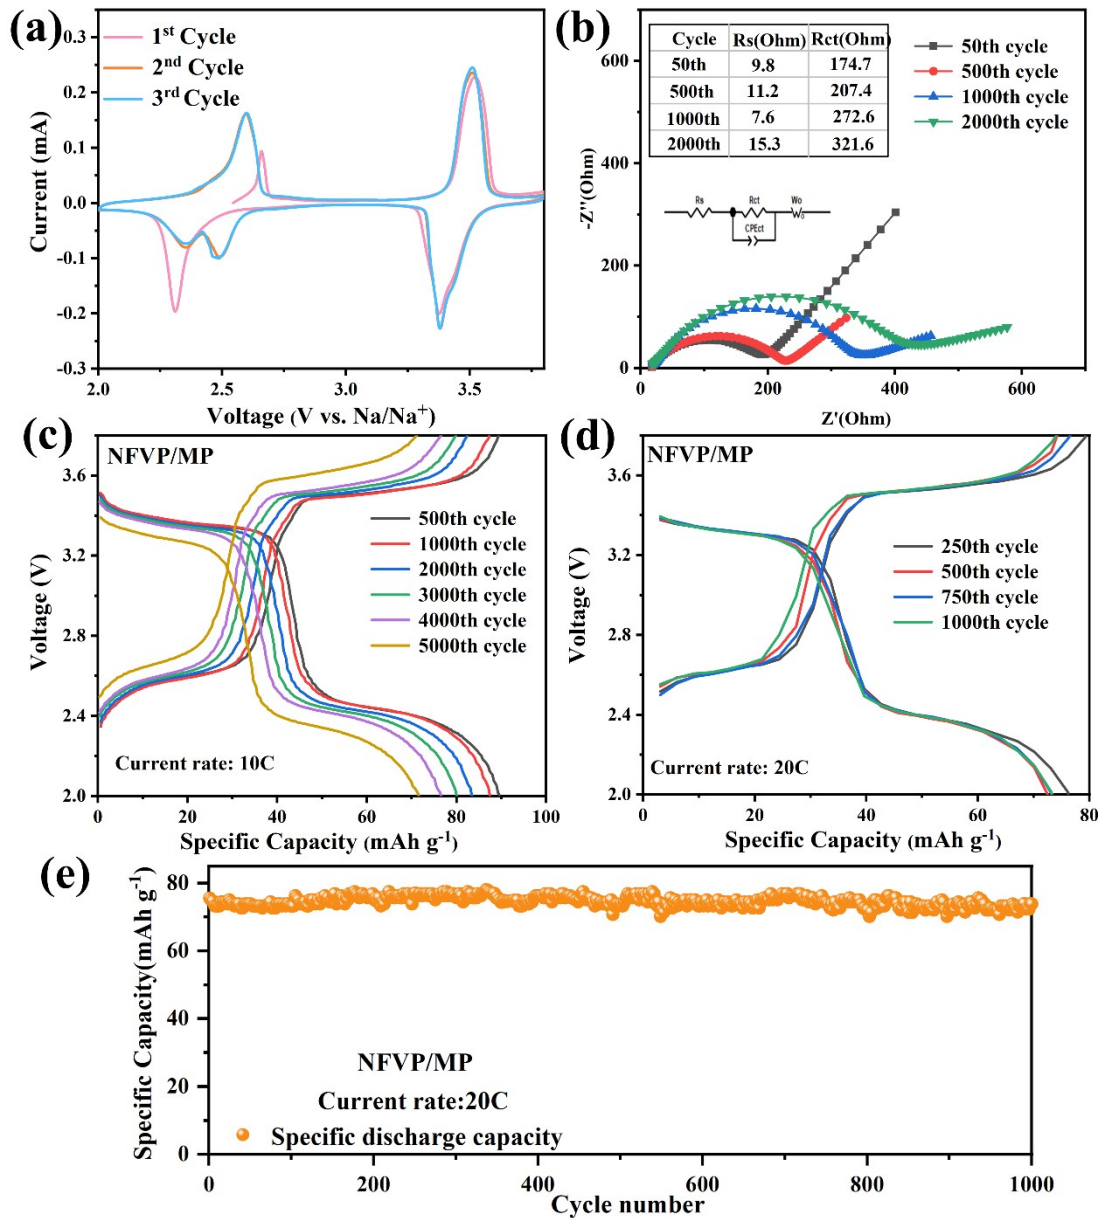 (a)
0.3
0.2
0.1
0.0
-0.1
-0.2
-0.3
Current (mA)
1st Cycle
2nd Cycle
3rd Cycle
2.0 2.5 3.0 3.5
Voltage (V vs. Na/Na+)
(b)
600
400
200
0
-Z''(Ohm)
Cycle Rs(Ohm) Rct(Ohm)
50th 9.8 174.7
500th 11.2 207.4
1000th 7.6 272.6
2000th 15.3 321.6
50th cycle
500th cycle
1000th cycle
2000th cycle
Rs Rct Wo
CPEct
0 200 400 600
Z'(Ohm)
(c)
3.6
3.2
2.8
2.4
2.0
Voltage (V)
NFVP/MP
500th cycle
1000th cycle
2000th cycle
3000th cycle
4000th cycle
5000th cycle
Current rate: 10C
0 20 40 60 80 100
Specific Capacity (mAh g-1)
(d)
3.6
3.2
2.8
2.4
2.0
Voltage (V)
NFVP/MP
250th cycle
500th cycle
750th cycle
1000th cycle
Current rate: 20C
0 20 40 60 80
Specific Capacity (mAh g-1)
(e)
80
60
40
20
0
Specific Capacity(mAh g-1)
NFVP/MP
Current rate:20C
Specific discharge capacity
0 200 400 600 800 1000
Cycle number